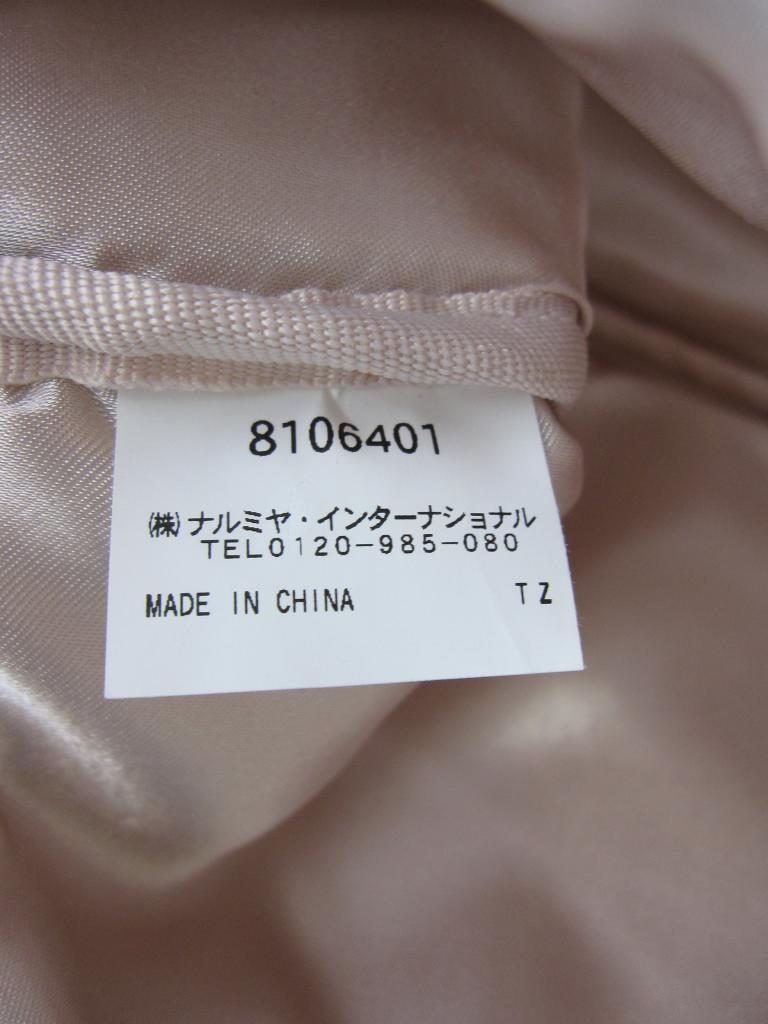 8106401
㈱ナルミヤ・インターナショナル
TEL0120-985-080
MADE IN CHINA TZ